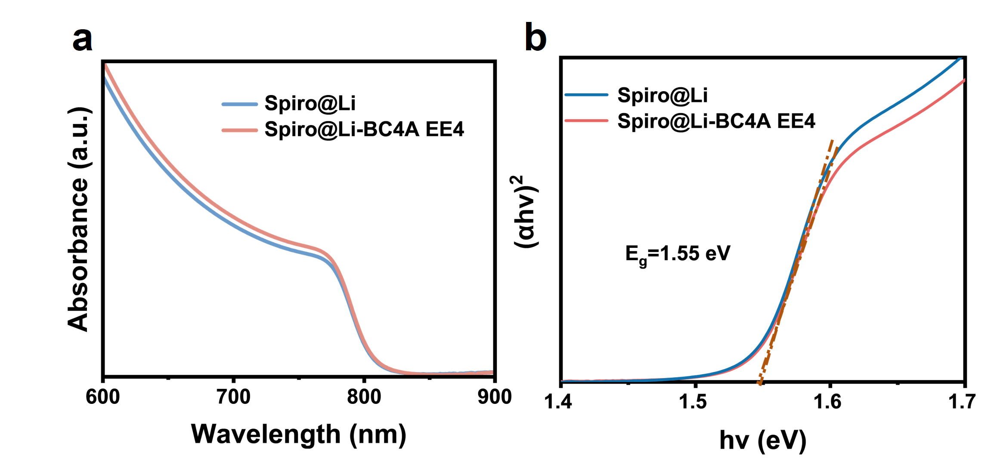 a
Absorbance (a.u.)
Spiro@Li
Spiro@Li-BC4A EE4
600 700 800 900
Wavelength (nm)
b
(αhv)²
Spiro@Li
Spiro@Li-BC4A EE4
Eg=1.55 eV
1.4 1.5 1.6 1.7
hv (eV)